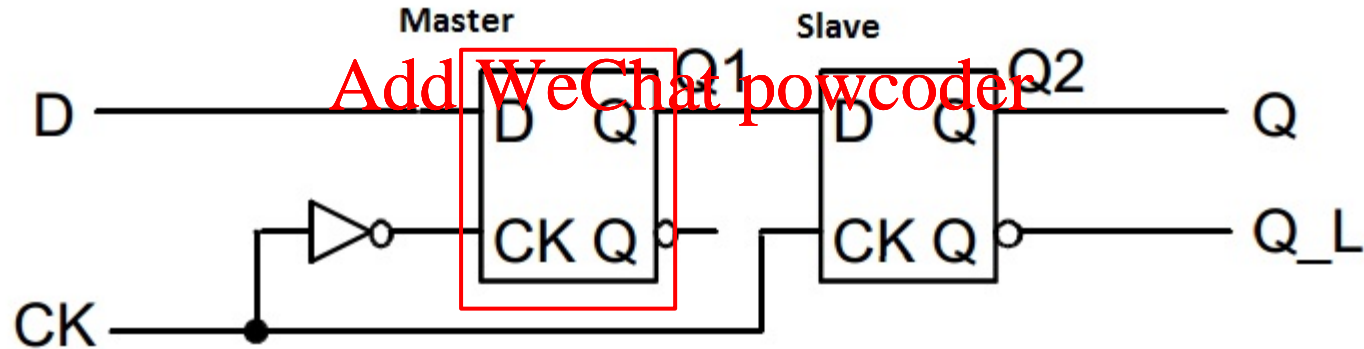 Master
Slave
Add WeChat powcoder
Q1
Q2
D
D Q
D Q
Q
CK Q
CK Q
Q_L
CK